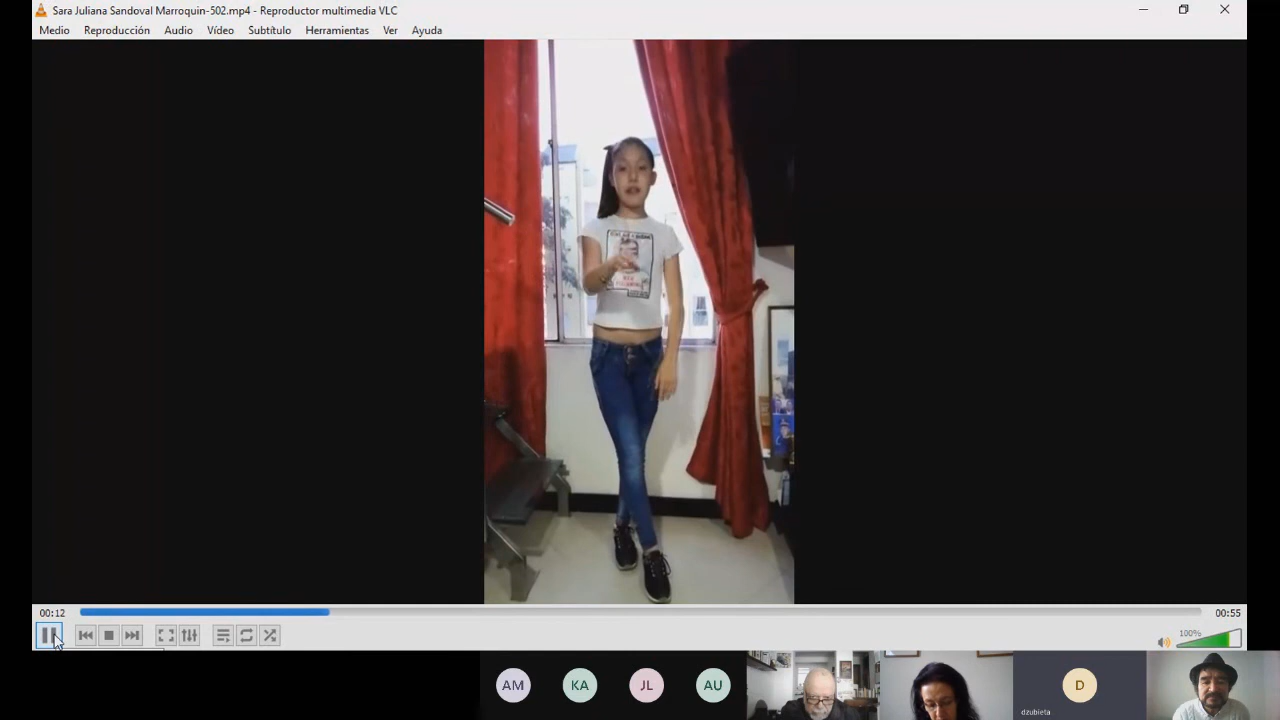 Sara Juliana Sandoval Marroquin-502.mp4 - Reproductor multimedia VLC
Medio Reproducción Audio Vídeo Subtítulo Herramientas Ver Ayuda
00:12
00:55
100%
AM KA JL AU D
dzubieta